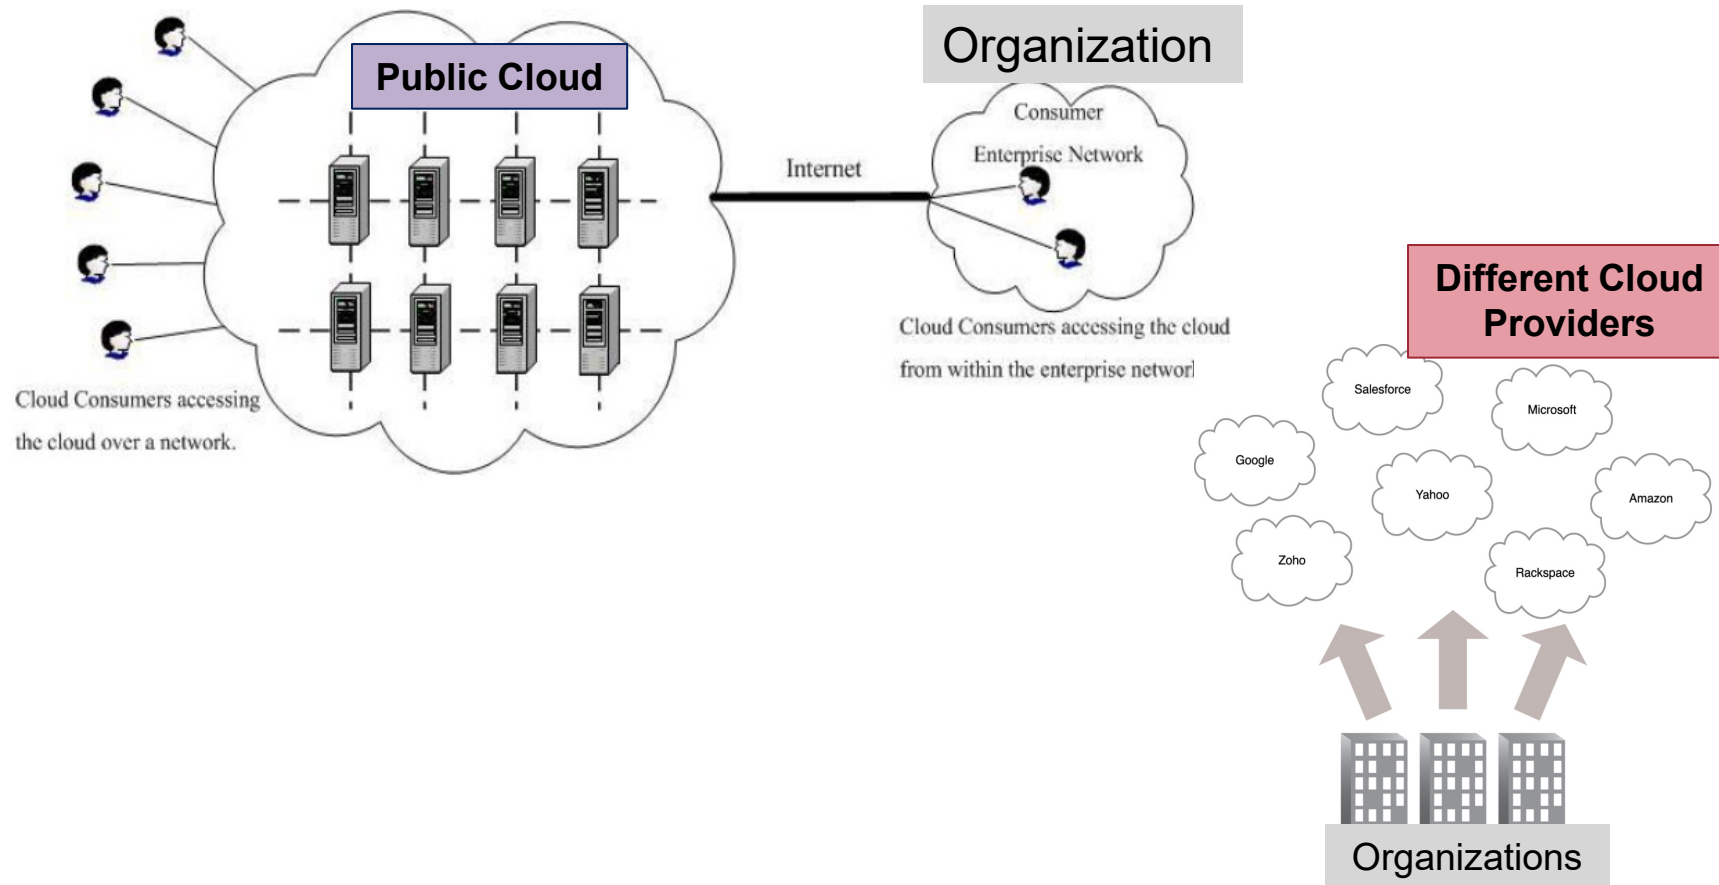 Public Cloud
Organization
Consumer
Enterprise Network
Internet
Cloud Consumers accessing the cloud
from within the enterprise network
Cloud Consumers accessing
the cloud over a network.
Different Cloud
Providers
Salesforce
Microsoft
Google
Yahoo
Amazon
Zoho
Rackspace
Organizations